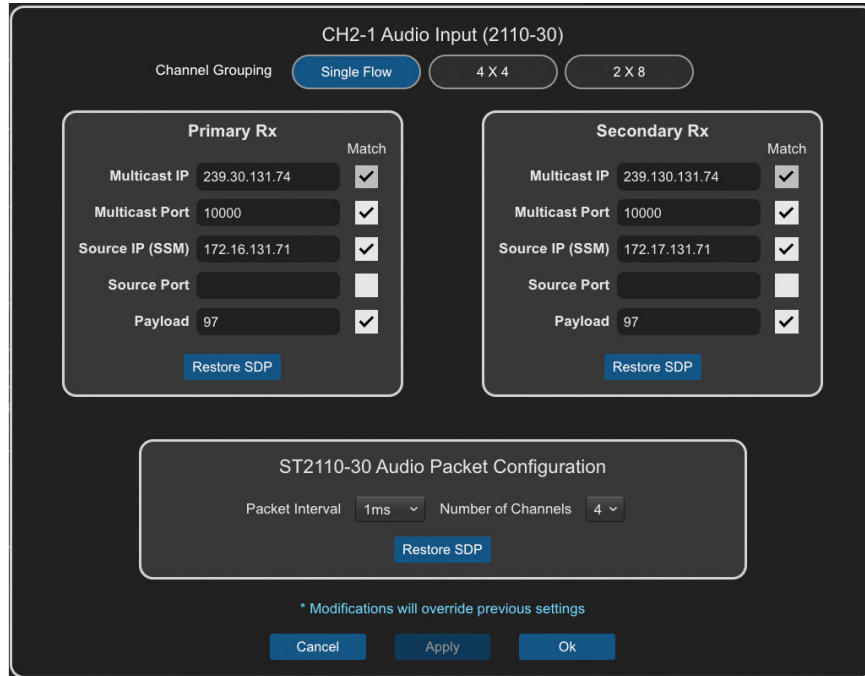 CH2-1 Audio Input (2110-30)
Channel Grouping Single Flow 4 X 4 2 X 8
Primary Rx
Match
Multicast IP 239.30.131.74
Multicast Port 10000
Source IP (SSM) 172.16.131.71
Source Port
Payload 97
Restore SDP
Secondary Rx
Match
Multicast IP 239.130.131.74
Multicast Port 10000
Source IP (SSM) 172.17.131.71
Source Port
Payload 97
Restore SDP
ST2110-30 Audio Packet Configuration
Packet Interval 1ms Number of Channels 4
Restore SDP
* Modifications will override previous settings
Cancel Apply Ok